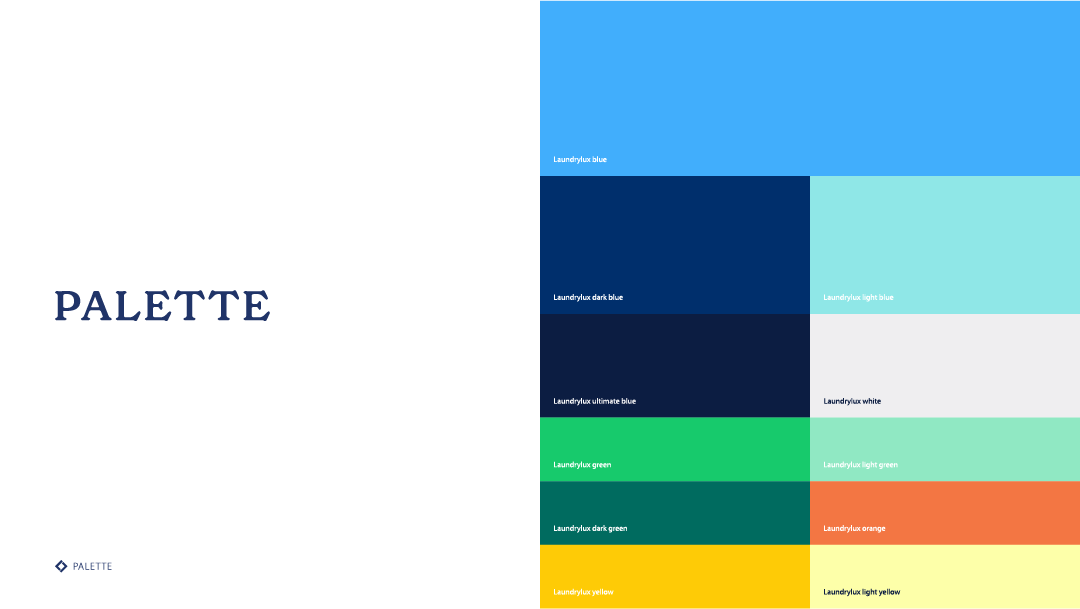 PALETTE
PALETTE
Laundrylux blue
Laundrylux dark blue
Laundrylux light blue
Laundrylux ultimate blue
Laundrylux white
Laundrylux green
Laundrylux light green
Laundrylux dark green
Laundrylux orange
Laundrylux yellow
Laundrylux light yellow